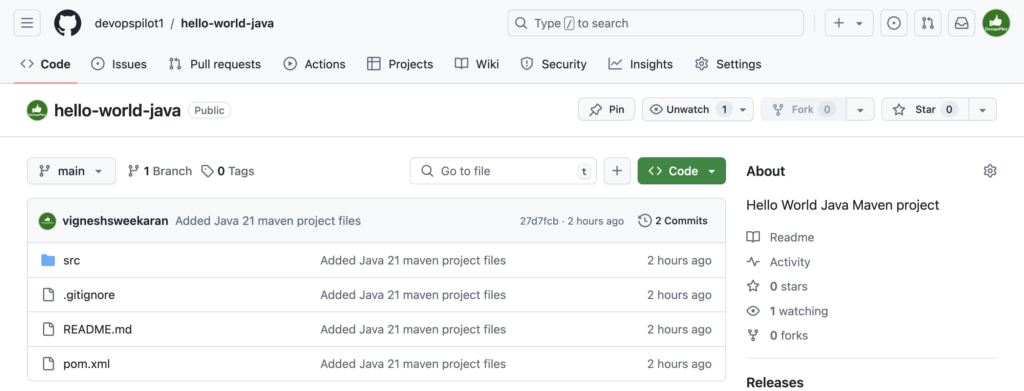 devopspilot1 / hello-world-java
Type / to search
Code Issues Pull requests Actions Projects Wiki Security Insights Settings
hello-world-java Public
Pin Unwatch 1 Fork 0 Star 0
main 1 Branch 0 Tags Go to file t + Code
About
vigneshsweekaran Added Java 21 maven project files 27d7fcb · 2 hours ago 2 Commits
Hello World Java Maven project
src Added Java 21 maven project files 2 hours ago
Readme
Activity
.gitignore Added Java 21 maven project files 2 hours ago
0 stars
1 watching
README.md Added Java 21 maven project files 2 hours ago
0 forks
pom.xml Added Java 21 maven project files 2 hours ago
Releases